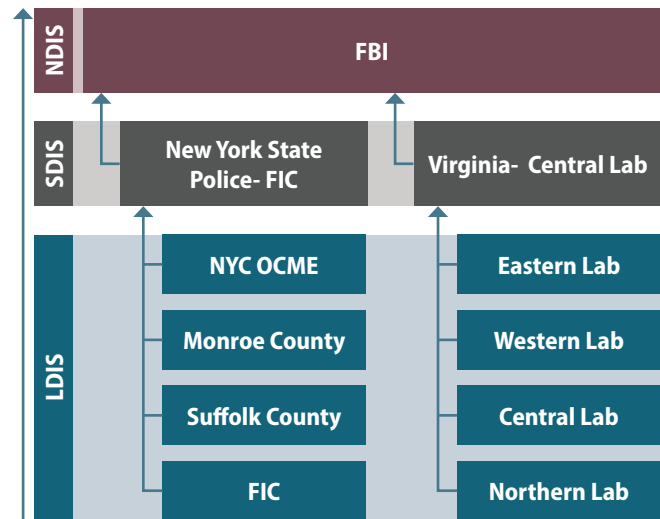 NDIS
FBI
SDIS
New York State
Police- FIC
Virginia- Central Lab
LDIS
NYC OCME
Eastern Lab
Monroe County
Western Lab
Suffolk County
Central Lab
FIC
Northern Lab